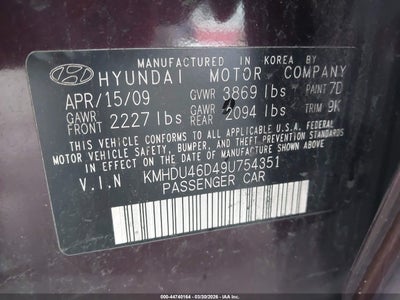 MANUFACTURED IN KOREA BY
HYUNDAI MOTOR COMPANY
APR/15/09 GVWR 3869 lbs PAINT 7D
GAWR FRONT 2227 lbs GAWR REAR 2094 lbs TRIM 9K
THIS VEHICLE CONFORMS TO ALL APPLICABLE U.S.A. FEDERAL
MOTOR VEHICLE SAFETY, BUMPER, AND THEFT PREVENTION STANDARDS
IN EFFECT ON THE DATE OF MANUFACTURE SHOWN ABOVE.
V.I.N KMHDU46D49U754351
PASSENGER CAR
000-44740164 - 03/30/2026 - IAA Inc.